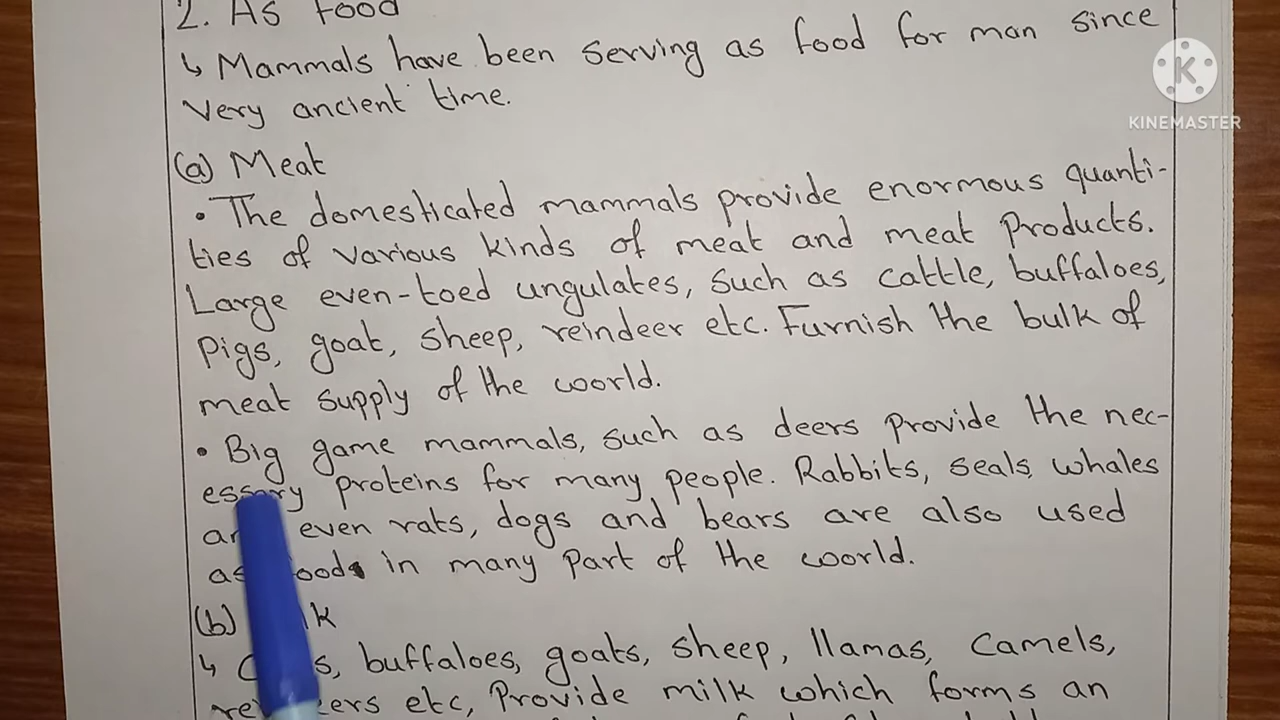 2. As food
↳ Mammals have been serving as food for man since
very ancient time.
(a) Meat
• The domesticated mammals provide enormous quanti-
ties of various kinds of meat and meat products.
Large even-toed ungulates, such as cattle, buffaloes,
pigs, goat, sheep, reindeer etc. Furnish the bulk of
meat supply of the world.
• Big game mammals, such as deers provide the nec-
essary proteins for many people. Rabbits, seals, whales
even rats, dogs and bears are also used
as food in many part of the world.
(b)
↳ buffaloes, goats, sheep, llamas, camels,
etc, provide milk which forms an
KINEMASTER